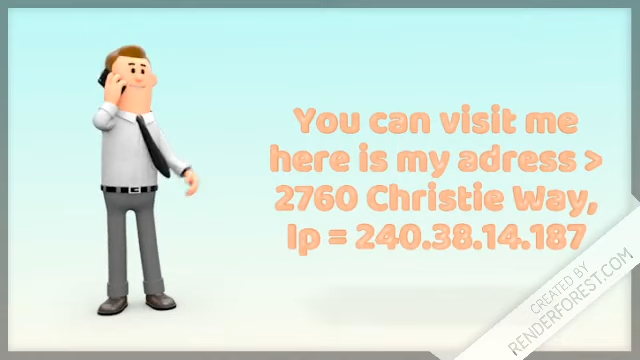 You can visit me
here is my adress >
2760 Christie Way,
Ip = 240.38.14.187
CREATED BY
RENDERFOREST.COM